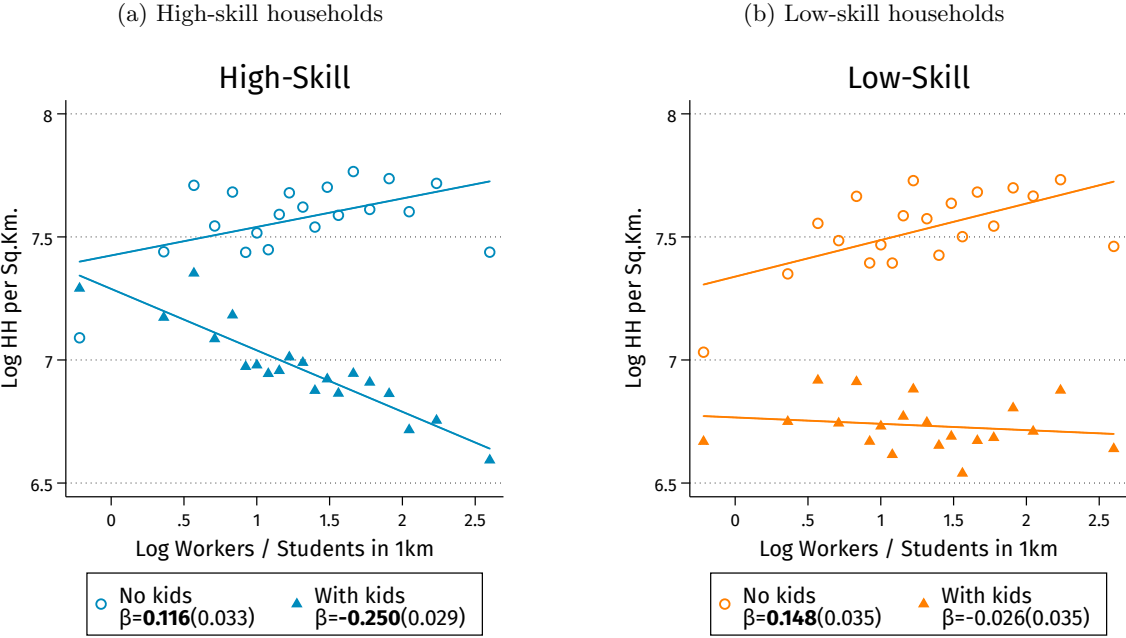 (a) High-skill households
High-Skill
Log HH per Sq.Km.
8
7.5
7
6.5
0 .5 1 1.5 2 2.5
Log Workers / Students in 1km
No kids With kids
β=0.116(0.033) β=-0.250(0.029)
(b) Low-skill households
Low-Skill
Log HH per Sq.Km.
8
7.5
7
6.5
0 .5 1 1.5 2 2.5
Log Workers / Students in 1km
No kids With kids
β=0.148(0.035) β=-0.026(0.035)